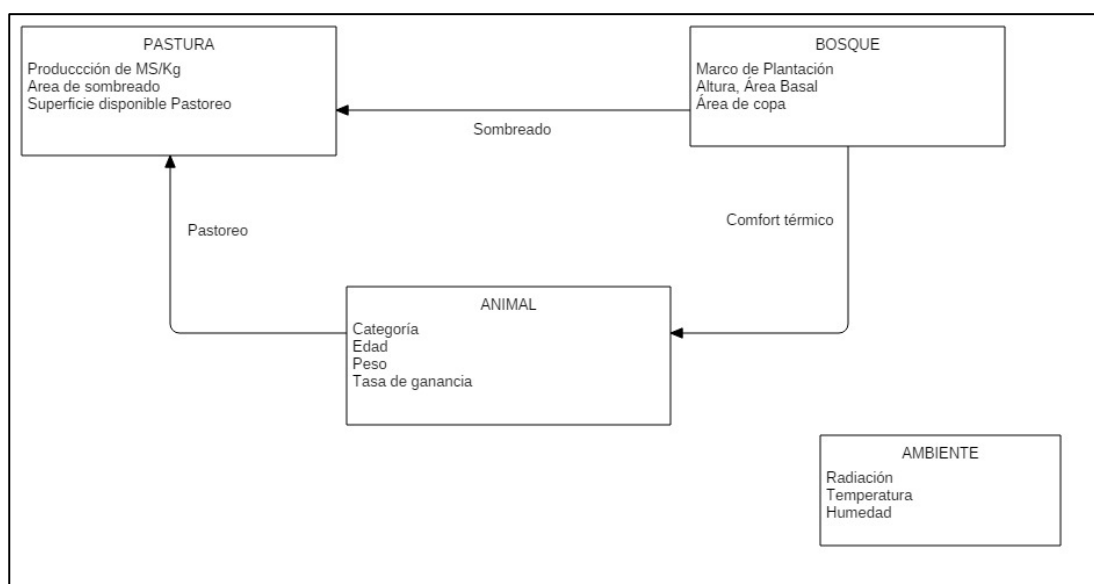 PASTURA
Produccción de MS/Kg
Area de sombreado
Superficie disponible Pastoreo
BOSQUE
Marco de Plantación
Altura, Área Basal
Área de copa
Sombreado
Pastoreo
Comfort térmico
ANIMAL
Categoría
Edad
Peso
Tasa de ganancia
AMBIENTE
Radiación
Temperatura
Humedad